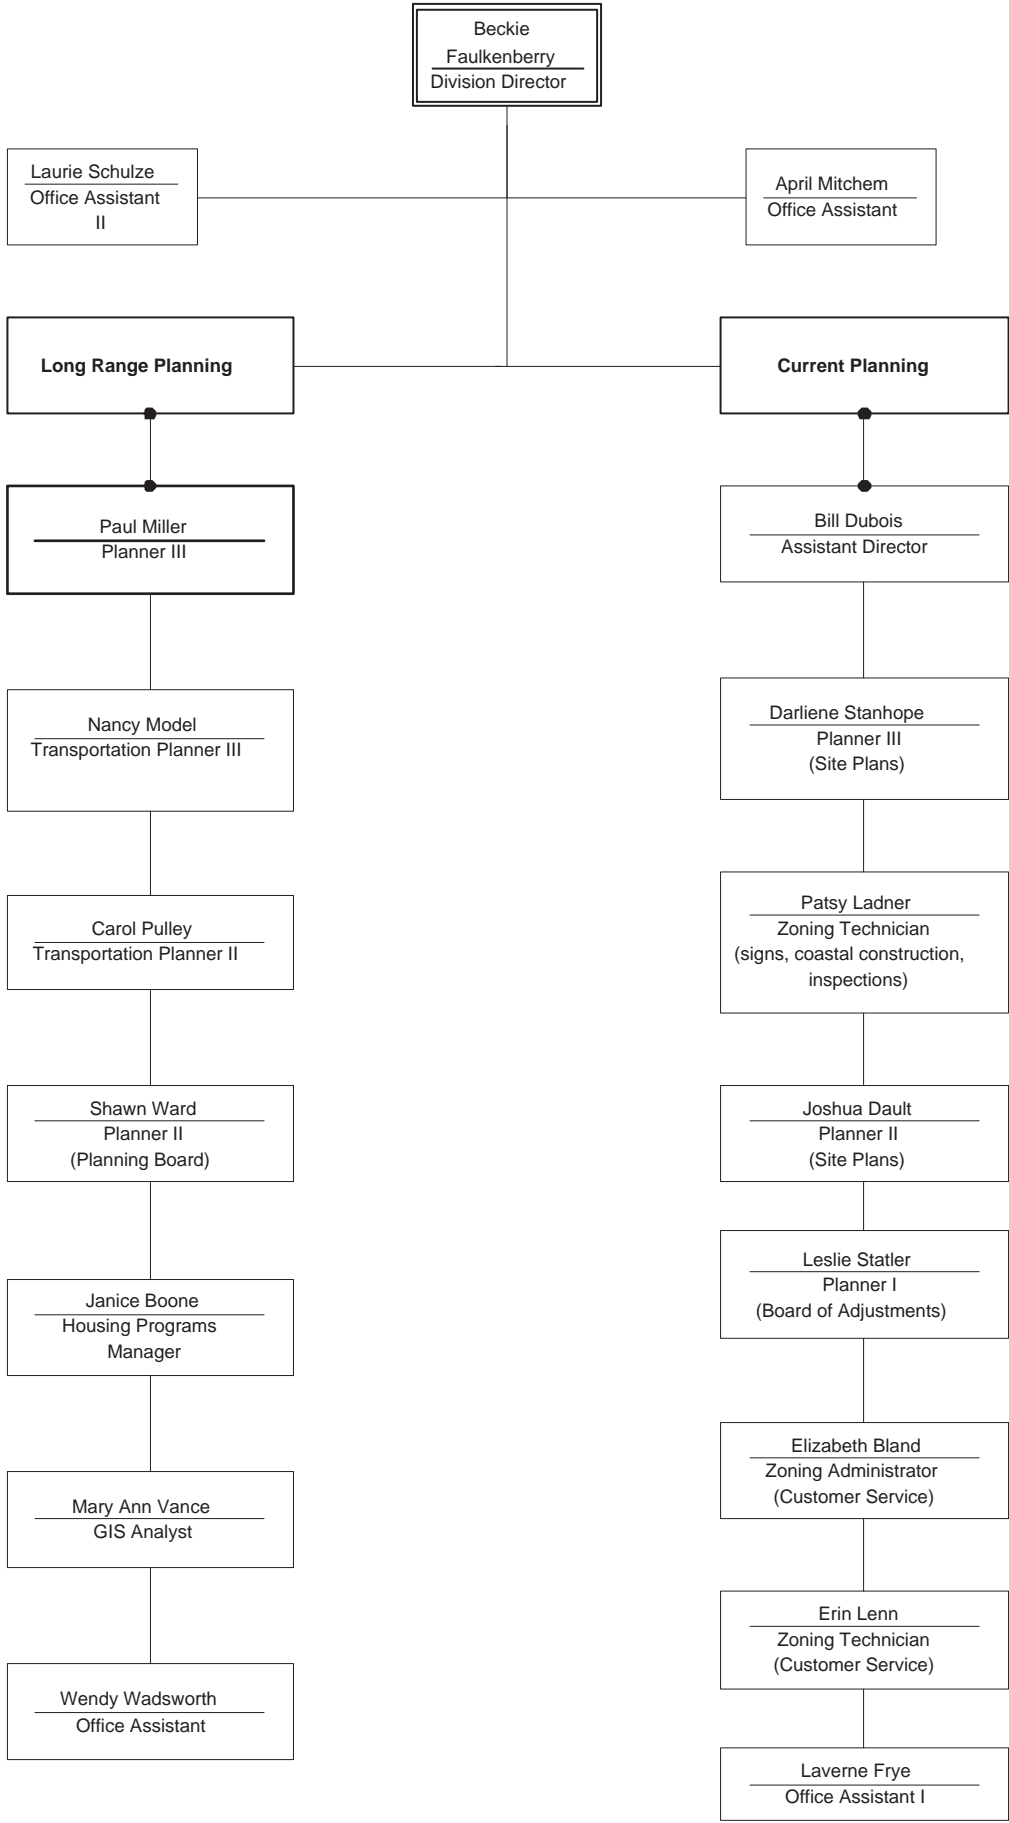 Beckie
Faulkenberry
Division Director
Laurie Schulze
Office Assistant
II
April Mitchem
Office Assistant
Long Range Planning
Current Planning
Paul Miller
Planner III
Nancy Model
Transportation Planner III
Carol Pulley
Transportation Planner II
Shawn Ward
Planner II
(Planning Board)
Janice Boone
Housing Programs
Manager
Mary Ann Vance
GIS Analyst
Wendy Wadsworth
Office Assistant
Bill Dubois
Assistant Director
Darliene Stanhope
Planner III
(Site Plans)
Patsy Ladner
Zoning Technician
(signs, coastal construction,
inspections)
Joshua Dault
Planner II
(Site Plans)
Leslie Statler
Planner I
(Board of Adjustments)
Elizabeth Bland
Zoning Administrator
(Customer Service)
Erin Lenn
Zoning Technician
(Customer Service)
Laverne Frye
Office Assistant I